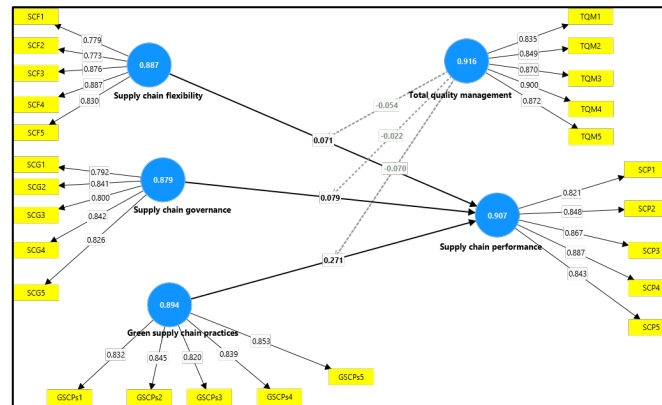 SCF1
SCF2
SCF3
SCF4
SCF5
0.779
0.773
0.876
0.887
0.830
0.887
Supply chain flexibility
TQM1
TQM2
TQM3
TQM4
TQM5
0.835
0.849
0.870
0.900
0.872
0.916
Total quality management
-0.054
-0.022
-0.070
0.071
0.079
0.271
SCG1
SCG2
SCG3
SCG4
SCG5
0.792
0.841
0.800
0.842
0.826
0.879
Supply chain governance
SCP1
SCP2
SCP3
SCP4
SCP5
0.821
0.848
0.867
0.887
0.843
0.907
Supply chain performance
0.894
Green supply chain practices
0.832
0.845
0.820
0.839
0.853
GSCPs1
GSCPs2
GSCPs3
GSCPs4
GSCPs5